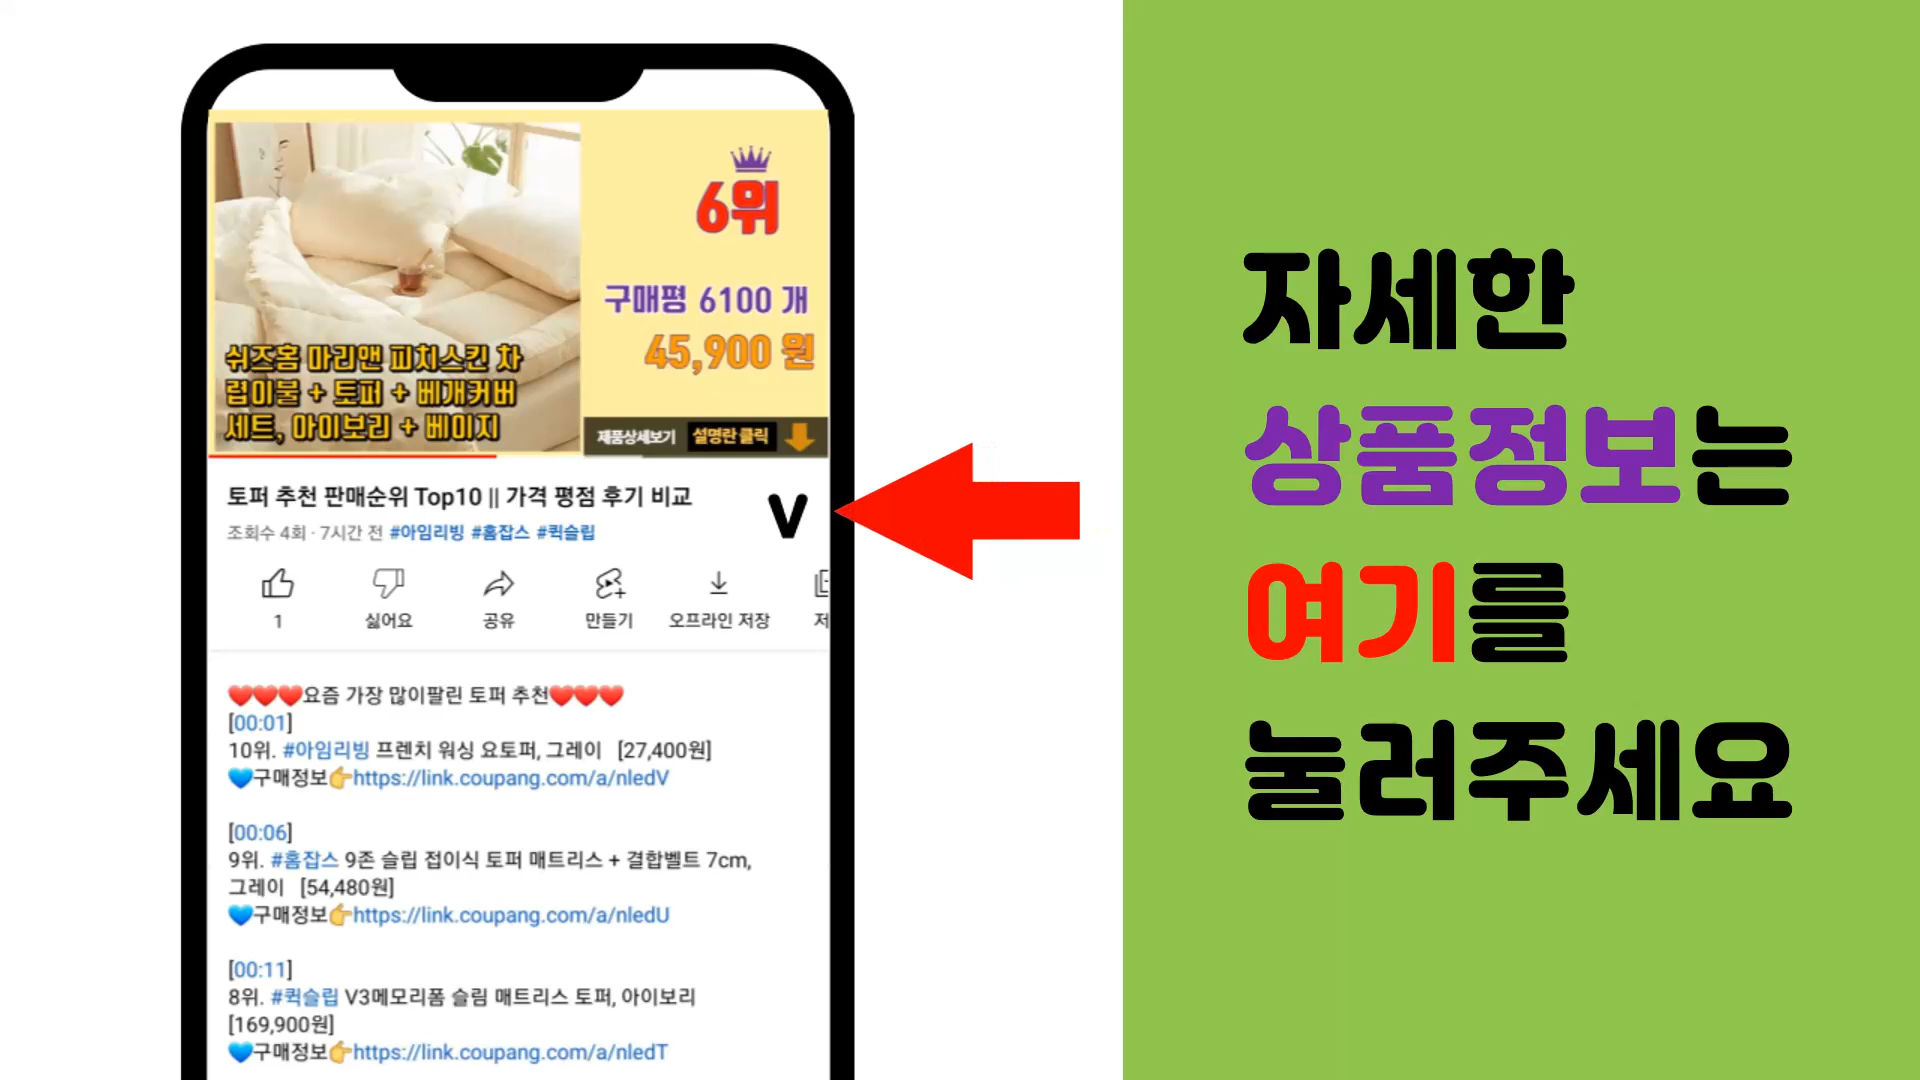 6위
구매평 6100 개
45,900 원
쉬즈홈 마리앤 피치스킨 차
렵이불 + 토퍼 + 베개커버
세트, 아이보리 + 베이지
제품상세보기 설명란 클릭
토퍼 추천 판매순위 Top10 || 가격 평점 후기 비교
V
조회수 4회 · 7시간 전 #아임리빙 #홈잡스 #퀵슬립
1 싫어요 공유 만들기 오프라인 저장 저
❤️❤️❤️요즘 가장 많이팔린 토퍼 추천❤️❤️❤️
[00:01]
10위. #아임리빙 프렌치 워싱 요토퍼, 그레이 [27,400원]
💙구매정보👉https://link.coupang.com/a/nledV
[00:06]
9위. #홈잡스 9존 슬립 접이식 토퍼 매트리스 + 결합벨트 7cm,
그레이 [54,480원]
💙구매정보👉https://link.coupang.com/a/nledU
[00:11]
8위. #퀵슬립 V3메모리폼 슬림 매트리스 토퍼, 아이보리
[169,900원]
💙구매정보👉https://link.coupang.com/a/nledT
자세한
상품정보는
여기를
눌러주세요